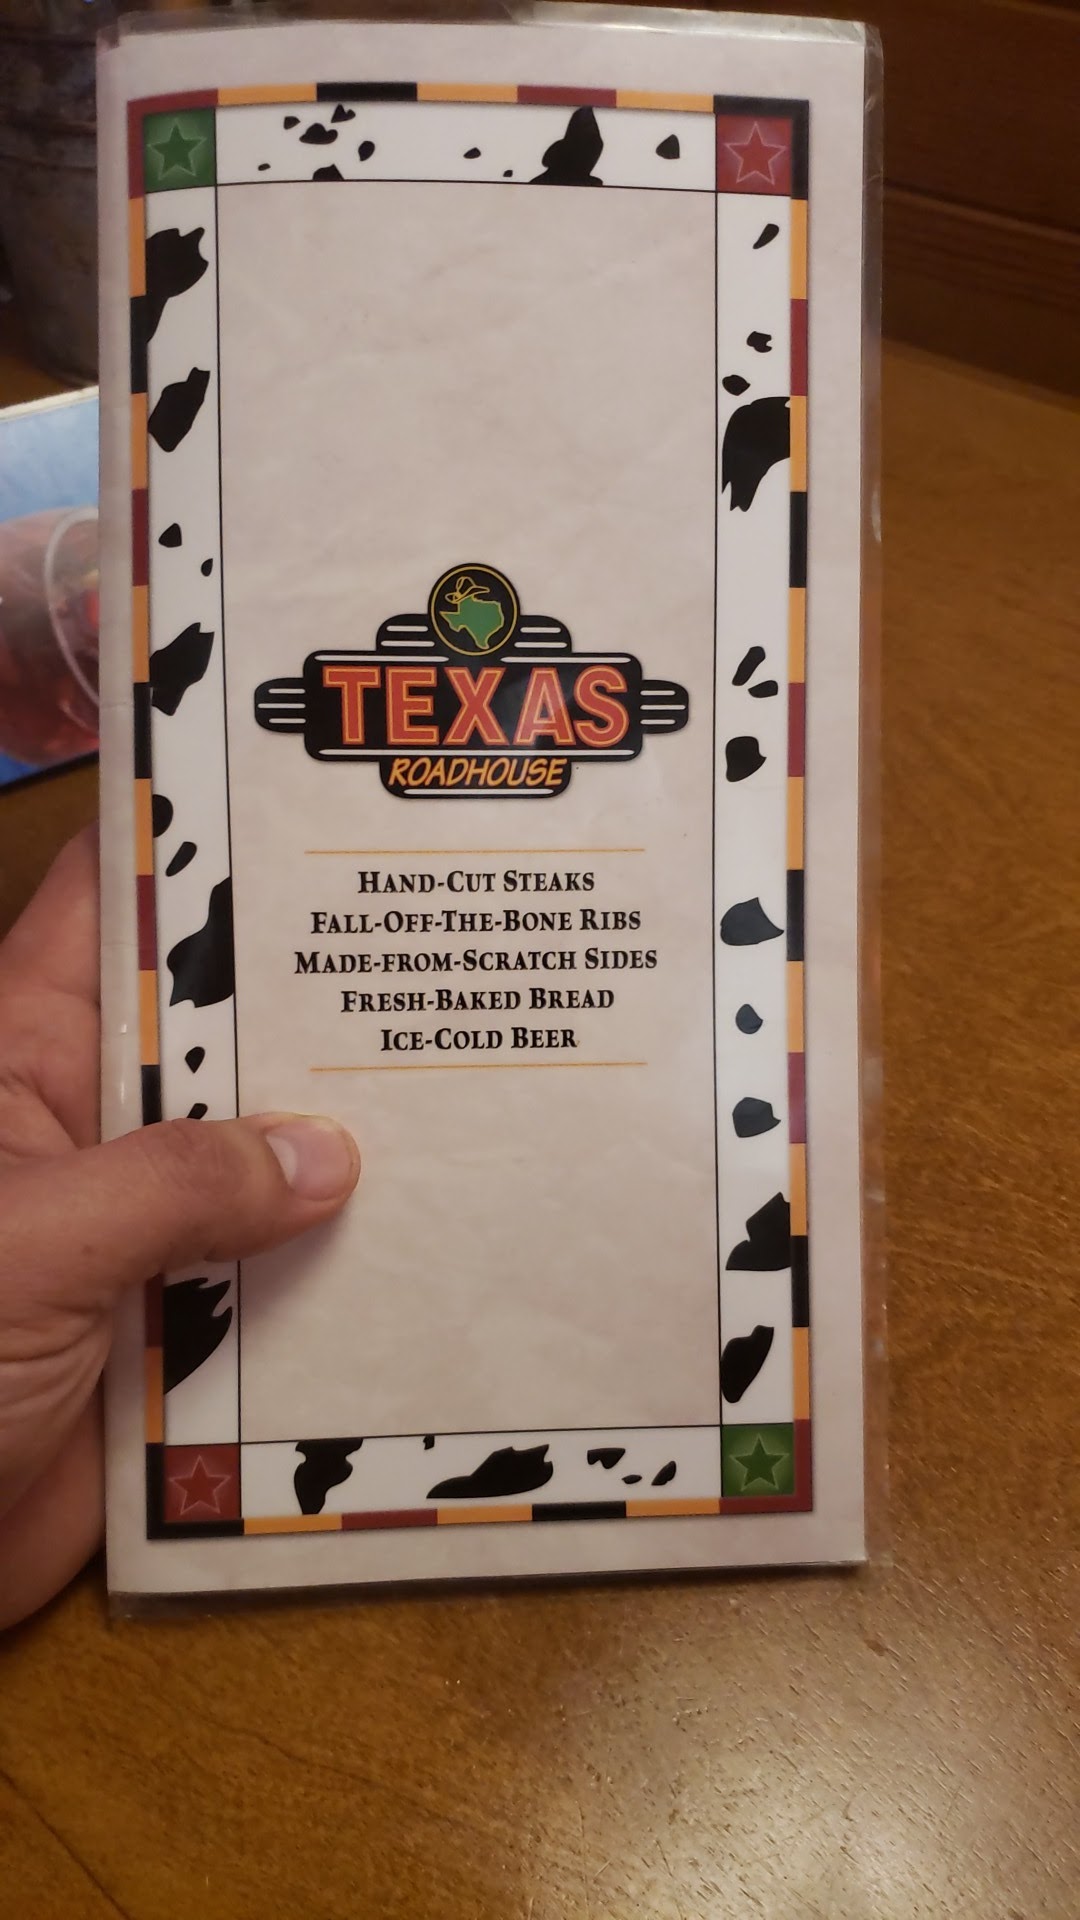 TEXAS
ROADHOUSE
HAND-CUT STEAKS
FALL-OFF-THE-BONE RIBS
MADE-FROM-SCRATCH SIDES
FRESH-BAKED BREAD
ICE-COLD BEER